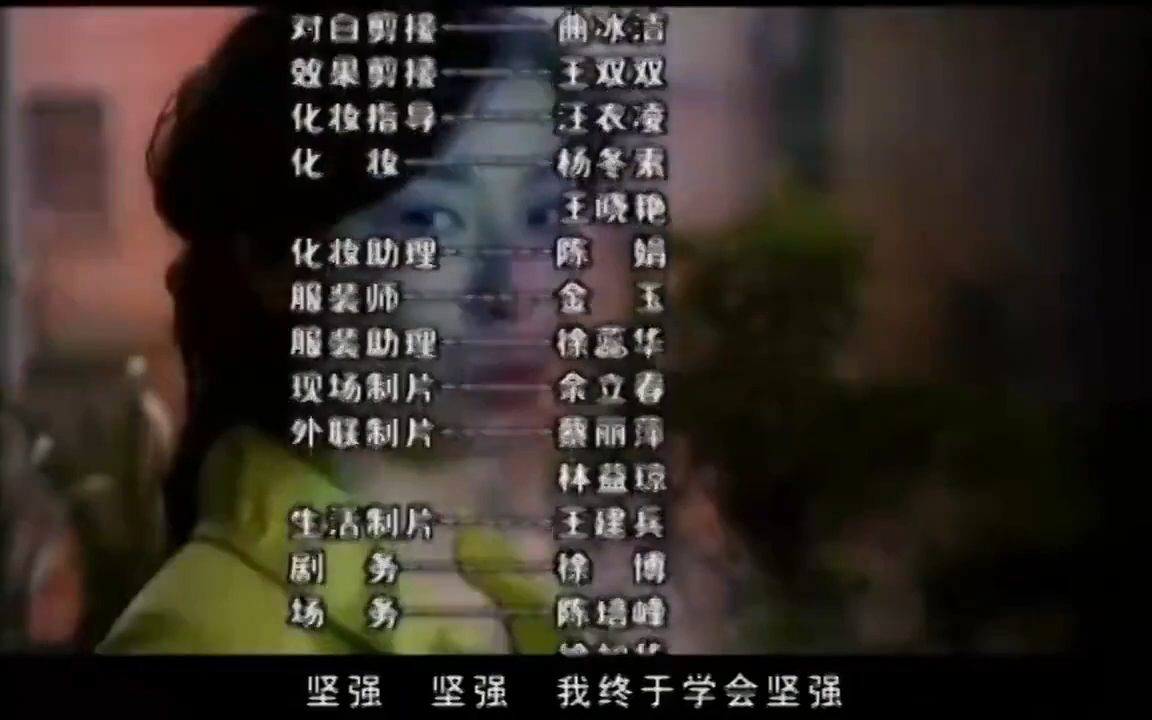 对白剪接——曲冰洁
效果剪接——王双双
化妆指导——汪衣凌
化 妆——杨冬素
王晓艳
化妆助理——陈 娟
服装师——金 玉
服装助理——徐蕊华
现场制片——余立春
外联制片——蔡丽萍
林益琼
生活制片——王建兵
剧 务——徐 博
场 务——陈培峰
坚强 坚强 我终于学会坚强